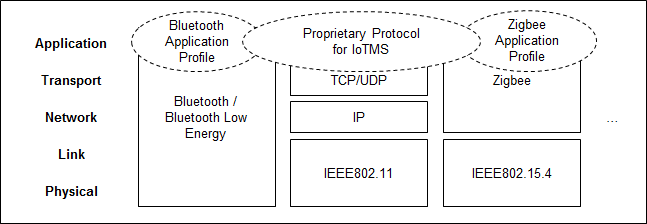 Application
Bluetooth
Application
Profile
Proprietary Protocol
for IoTMS
Zigbee
Application
Profile
Transport
TCP/UDP
Zigbee
Network
Bluetooth /
Bluetooth Low
Energy
IP
...
Link
Physical
IEEE802.11
IEEE802.15.4